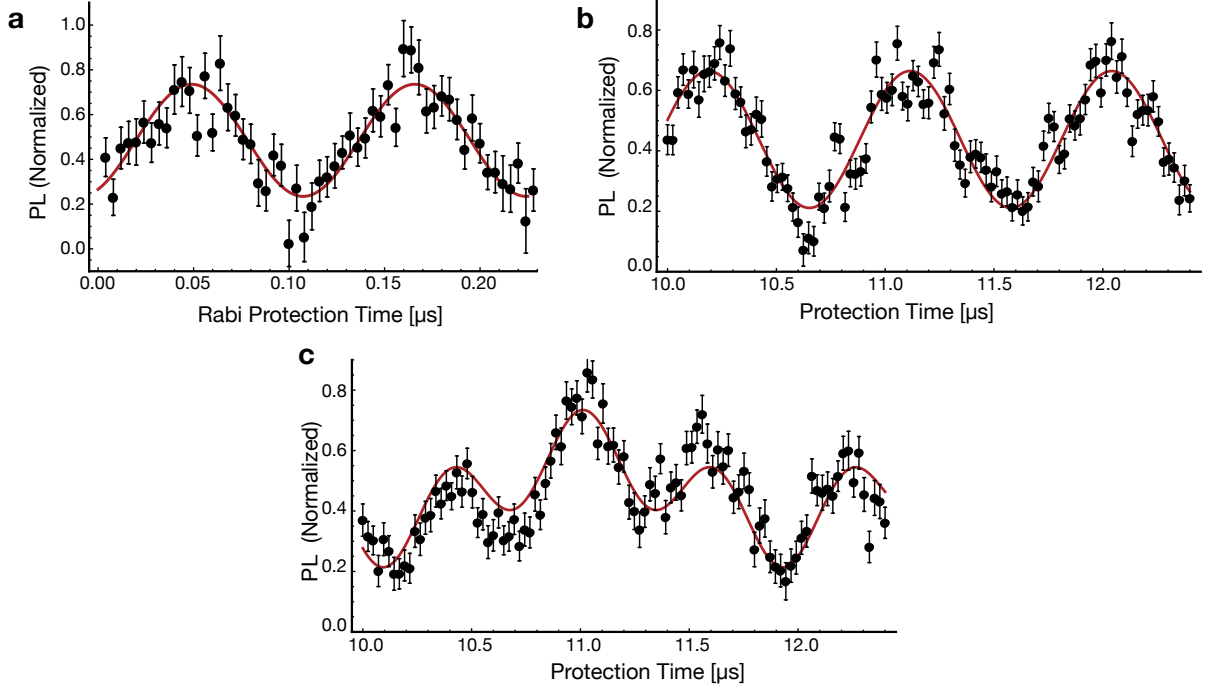 a
1.0
0.8
0.6
0.4
0.2
0.0
PL (Normalized)
0.00 0.05 0.10 0.15 0.20
Rabi Protection Time [µs]
b
0.8
0.6
0.4
0.2
0.0
PL (Normalized)
10.0 10.5 11.0 11.5 12.0
Protection Time [µs]
c
0.8
0.6
0.4
0.2
0.0
PL (Normalized)
10.0 10.5 11.0 11.5 12.0
Protection Time [µs]